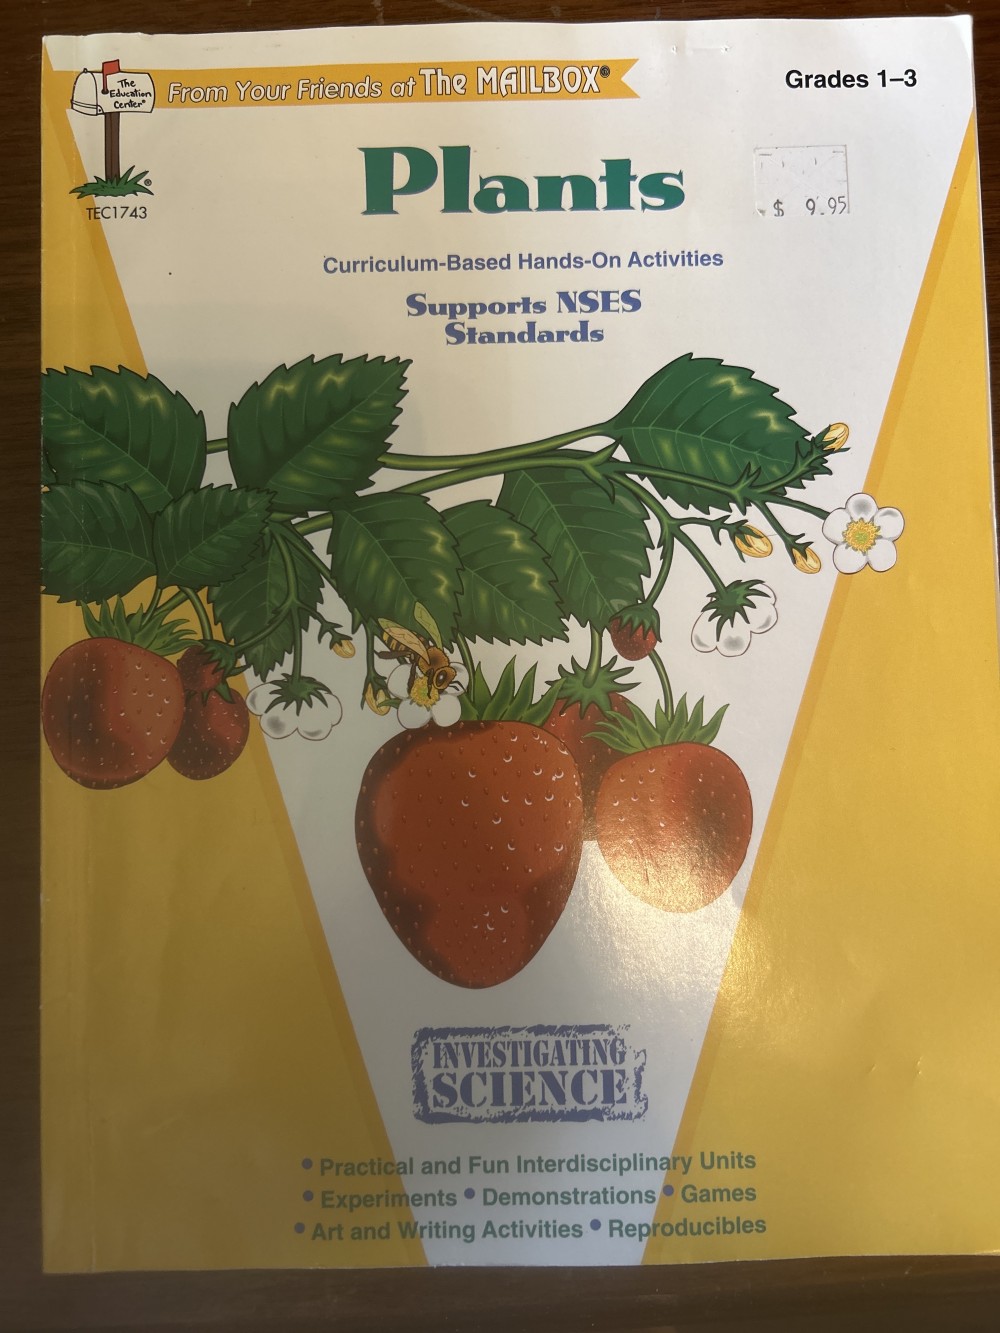 The
Education
Center®
From Your Friends at The MAILBOX®
Grades 1–3
TEC1743
Plants
$ 9.95
Curriculum-Based Hands-On Activities
Supports NSES
Standards
INVESTIGATING
SCIENCE
• Practical and Fun Interdisciplinary Units
• Experiments • Demonstrations • Games
• Art and Writing Activities • Reproducibles